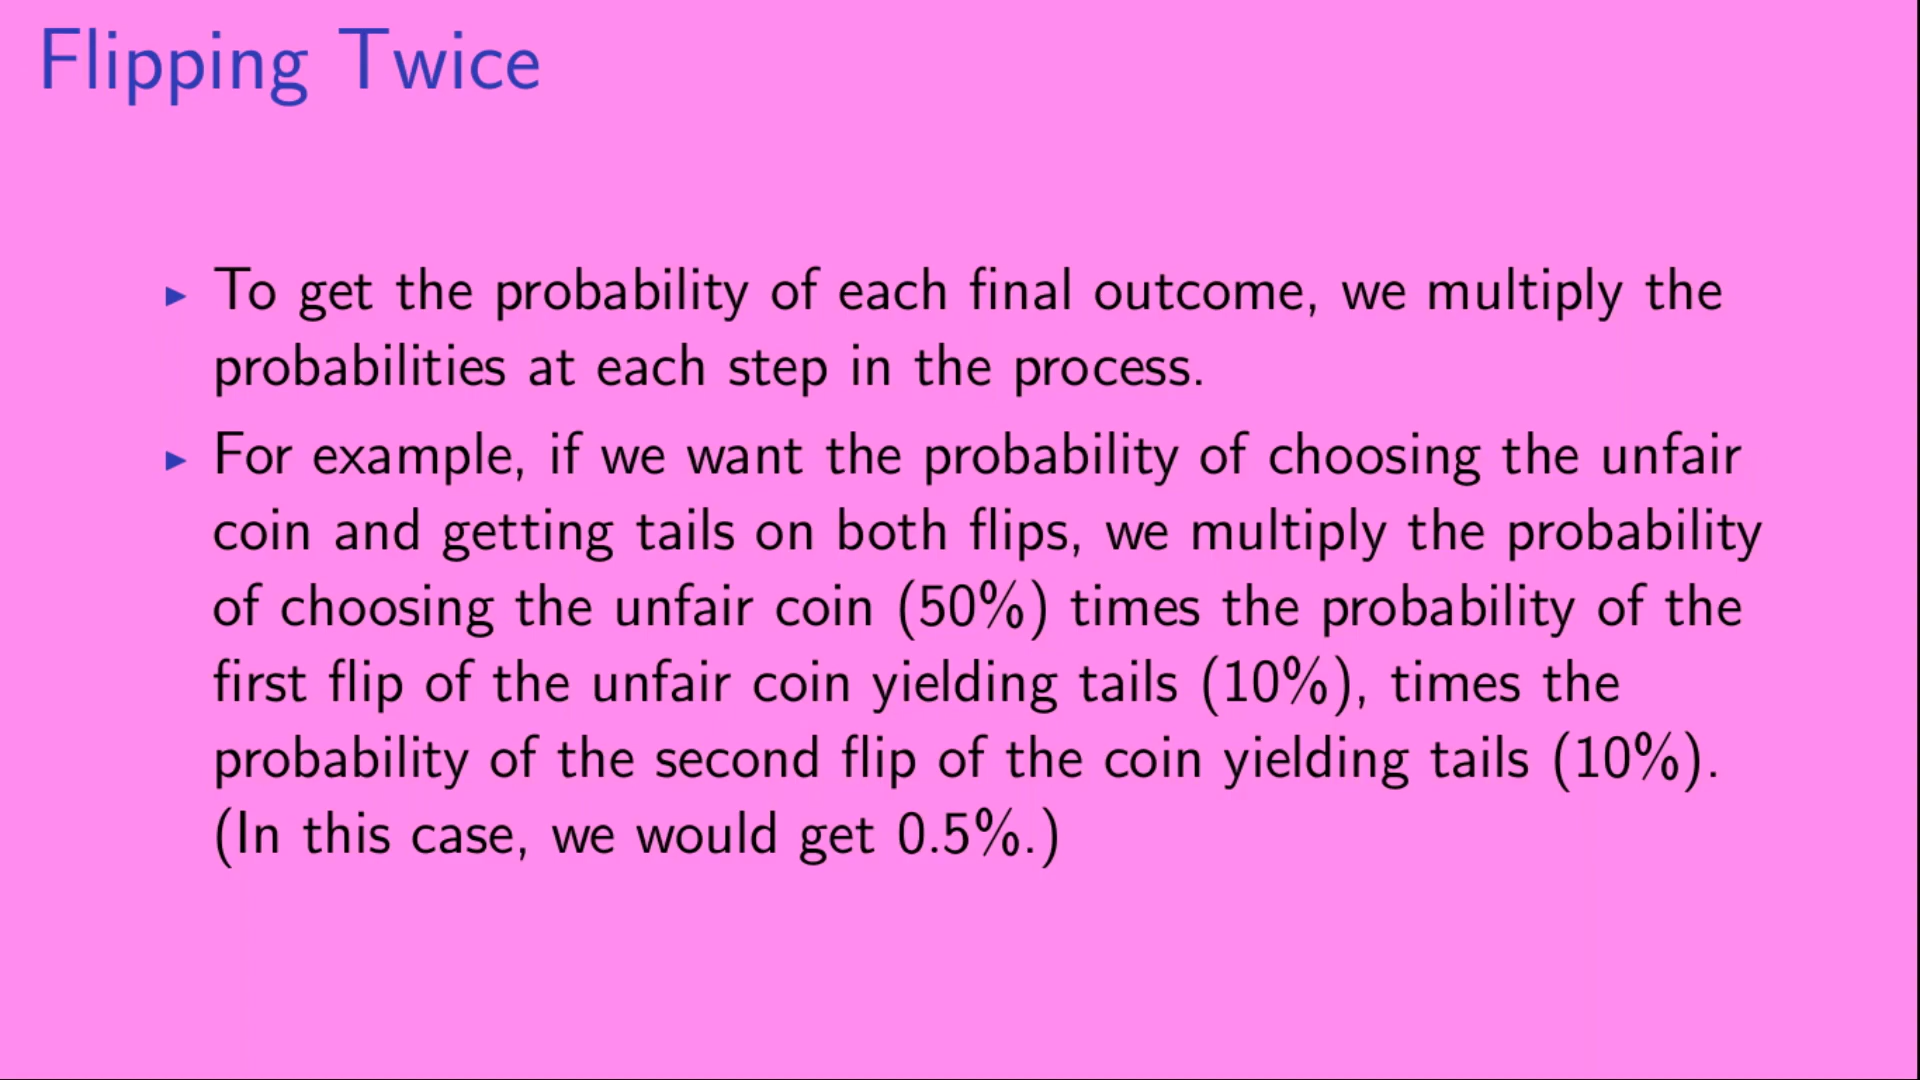 Flipping Twice
▶ To get the probability of each final outcome, we multiply the
probabilities at each step in the process.
▶ For example, if we want the probability of choosing the unfair
coin and getting tails on both flips, we multiply the probability
of choosing the unfair coin (50%) times the probability of the
first flip of the unfair coin yielding tails (10%), times the
probability of the second flip of the coin yielding tails (10%).
(In this case, we would get 0.5%.)